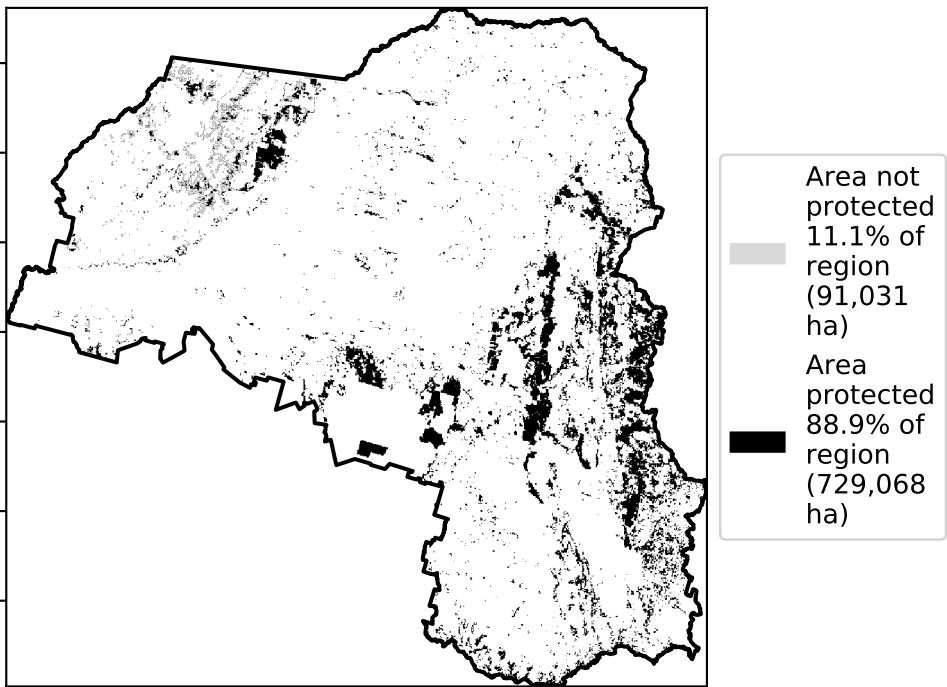 Area not
protected
11.1% of
region
(91,031
ha)
Area
protected
88.9% of
region
(729,068
ha)